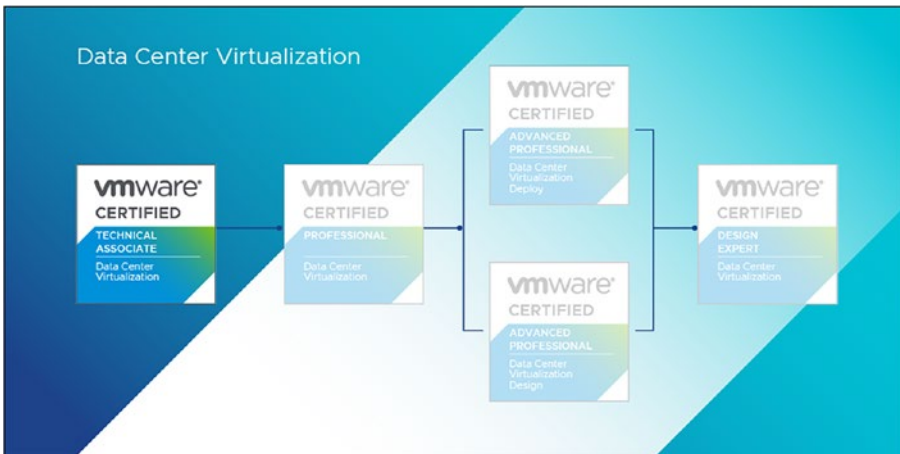 Data Center Virtualization
vmware®
CERTIFIED
TECHNICAL
ASSOCIATE
Data Center
Virtualization
vmware®
CERTIFIED
PROFESSIONAL
Data Center
Virtualization
vmware®
CERTIFIED
ADVANCED
PROFESSIONAL
Data Center
Virtualization
Deploy
vmware®
CERTIFIED
ADVANCED
PROFESSIONAL
Data Center
Virtualization
Design
vmware®
CERTIFIED
DESIGN
EXPERT
Data Center
Virtualization